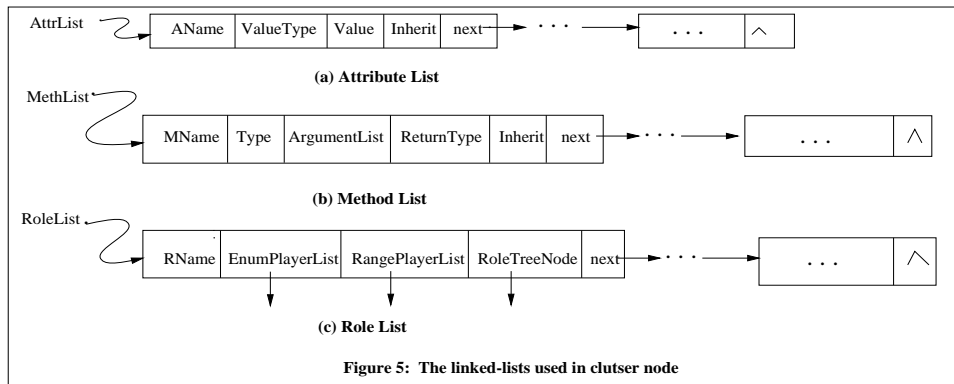 AttrList
AName ValueType Value Inherit next . . . . . . ^
(a) Attribute List
MethList
MName Type ArgumentList ReturnType Inherit next . . . . . . ^
(b) Method List
RoleList
RName EnumPlayerList RangePlayerList RoleTreeNode next . . . . . . ^
(c) Role List
Figure 5: The linked-lists used in clutser node